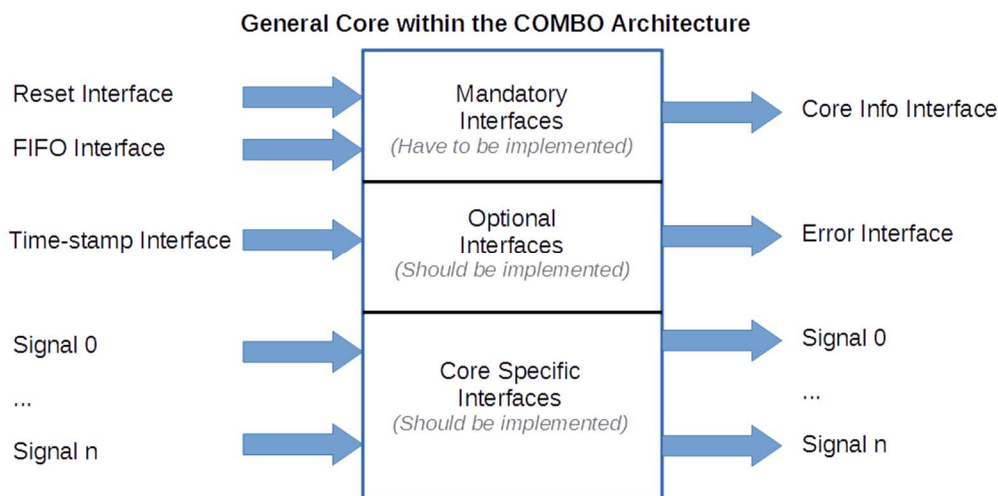 General Core within the COMBO Architecture
Reset Interface
FIFO Interface
Mandatory
Interfaces
(Have to be implemented)
Core Info Interface
Time-stamp Interface
Optional
Interfaces
(Should be implemented)
Error Interface
Signal 0
...
Signal n
Core Specific
Interfaces
(Should be implemented)
Signal 0
...
Signal n